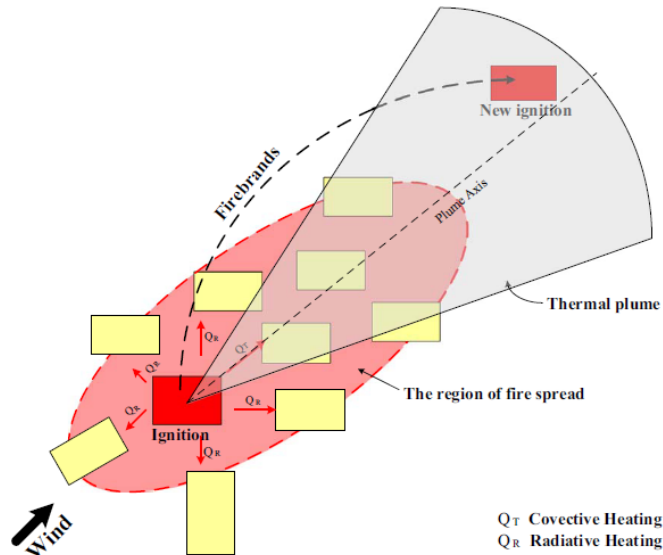 Firebrands
New ignition
Plume Axis
Thermal plume
QT
QR
QR
QR
QR
QR
The region of fire spread
Ignition
Wind
QT Covective Heating
QR Radiative Heating